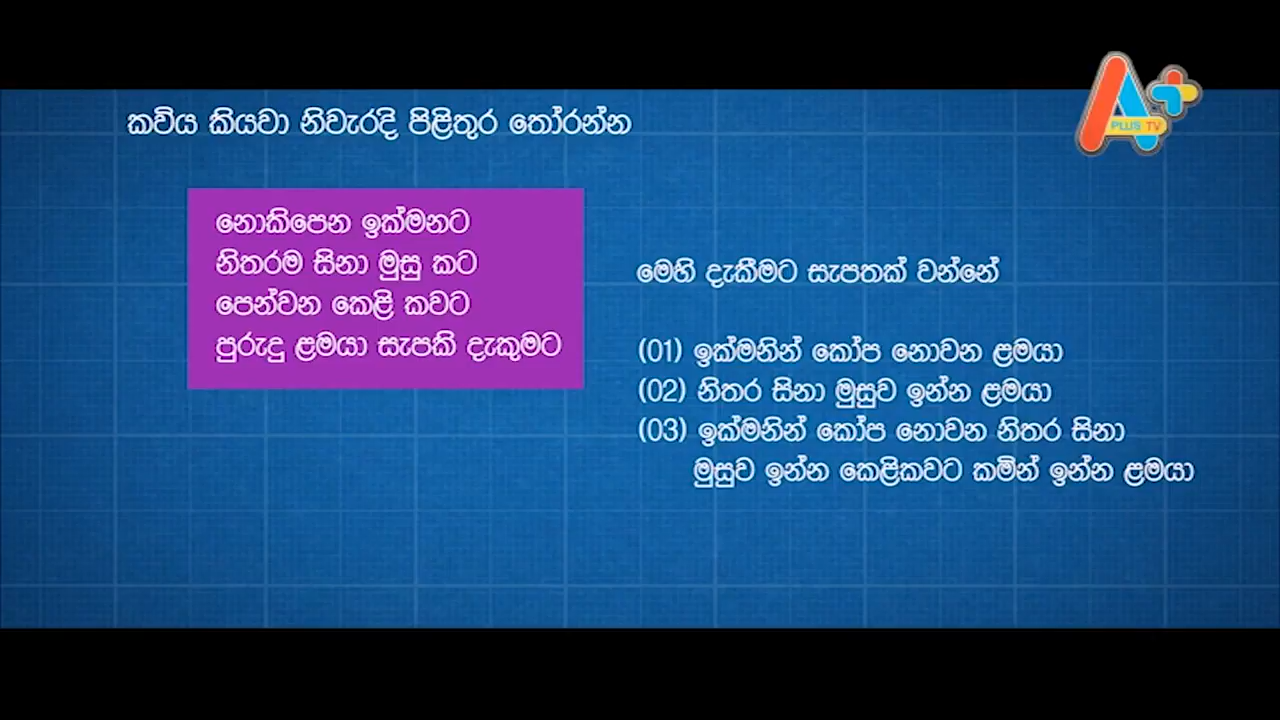 කවිය කියවා නිවැරදි පිළිතුර තෝරන්න
A+
PLUS TV
නොකිපෙන ඉක්මනට
නිතරම සිනා මුසු කට
පෙන්වන කෙළි කවට
පුරුදු ළමයා සැපකි දැකුමට
මෙහි දැකීමට සැපතක් වන්නේ
(01) ඉක්මනින් කෝප නොවන ළමයා
(02) නිතර සිනා මුසුව ඉන්න ළමයා
(03) ඉක්මනින් කෝප නොවන නිතර සිනා
මුසුව ඉන්න කෙළිකවට කමින් ඉන්න ළමයා